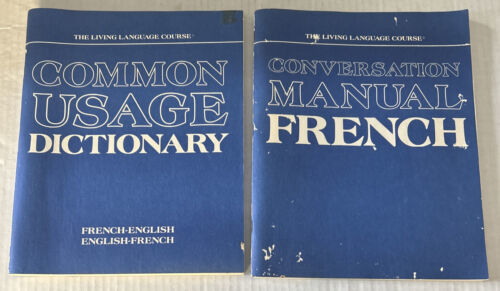 THE LIVING LANGUAGE COURSE®
COMMON
USAGE
DICTIONARY
FRENCH-ENGLISH
ENGLISH-FRENCH
THE LIVING LANGUAGE COURSE®
CONVERSATION
MANUAL
FRENCH